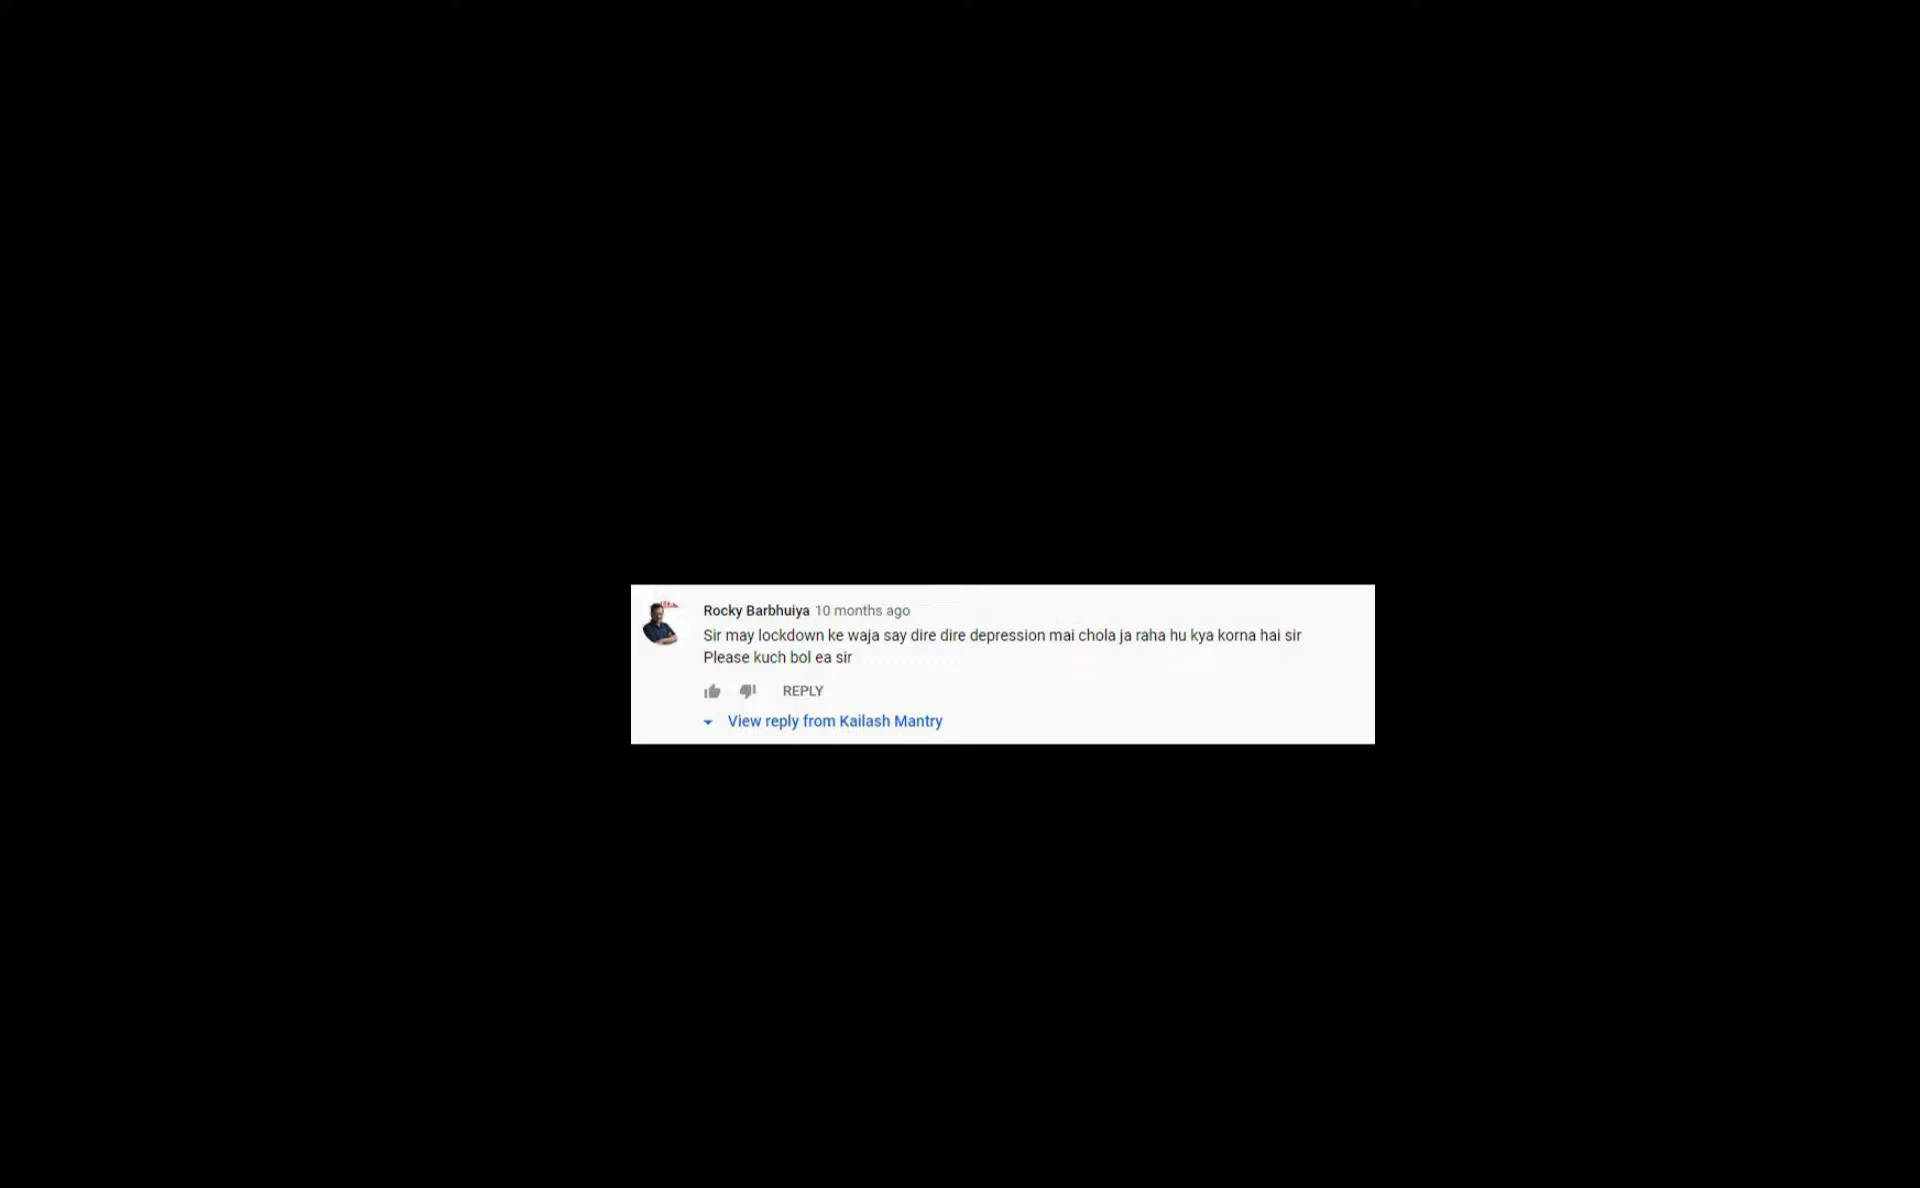 Rocky Barbhuiya 10 months ago
Sir may lockdown ke waja say dire dire depression mai chola ja raha hu kya korna hai sir
Please kuch bol ea sir
REPLY
View reply from Kailash Mantry